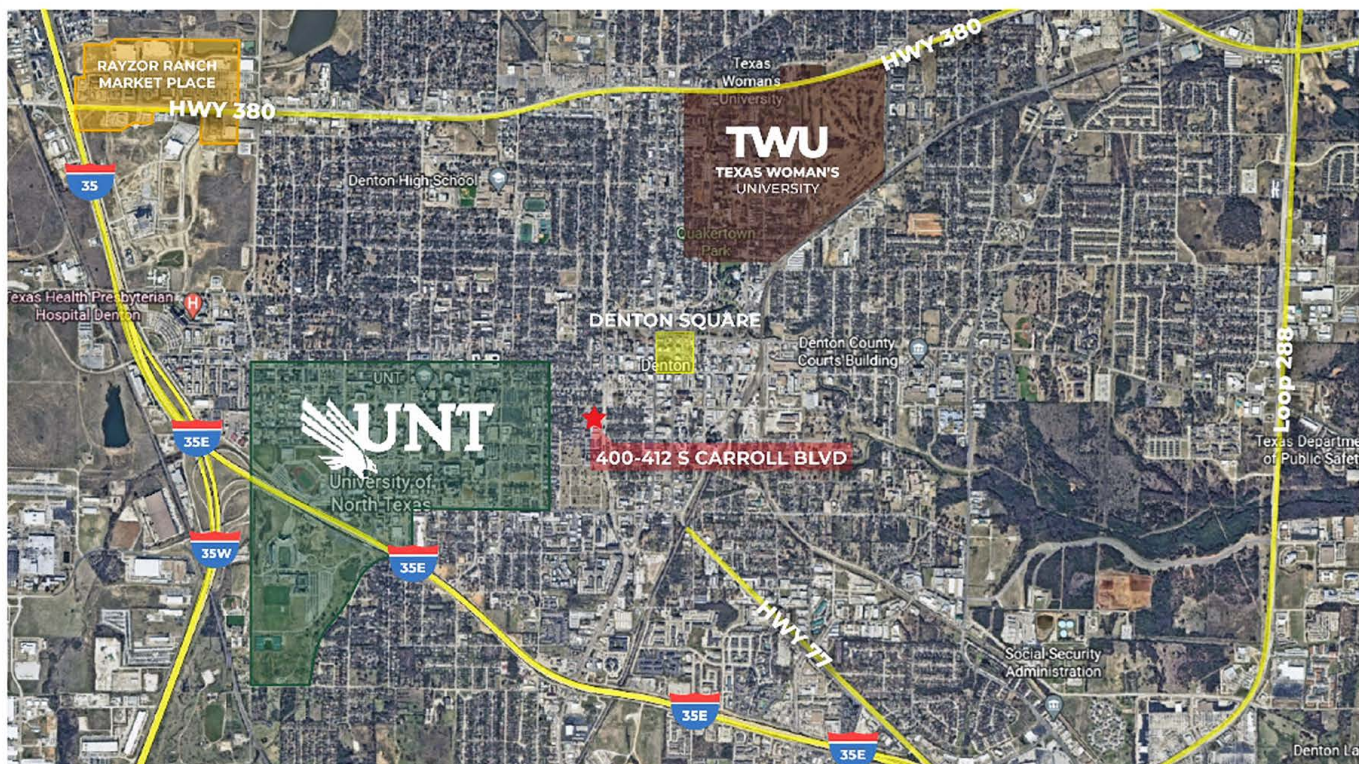 HWY 380
Texas
Woman's
University
RAYZOR RANCH
MARKET PLACE
HWY 380
TWU
TEXAS WOMAN'S
UNIVERSITY
35
Denton High School
Quakertown
Park
Texas Health Presbyterian
Hospital Denton
H
DENTON SQUARE
Denton
Denton County
Courts Building
Loop 288
UNT
UNT
35E
400-412 S CARROLL BLVD
Texas Departme
of Public Safet
University of
North Texas
35W
35E
HWY 77
Social Security
Administration
35E
35E
Denton La